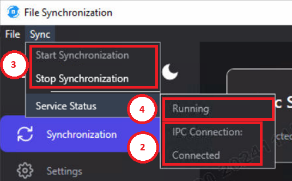 File Synchronization
File Sync
3
Start Synchronization
Stop Synchronization
Service Status
4
Running
Synchronization
2
IPC Connection:
Connected
Settings